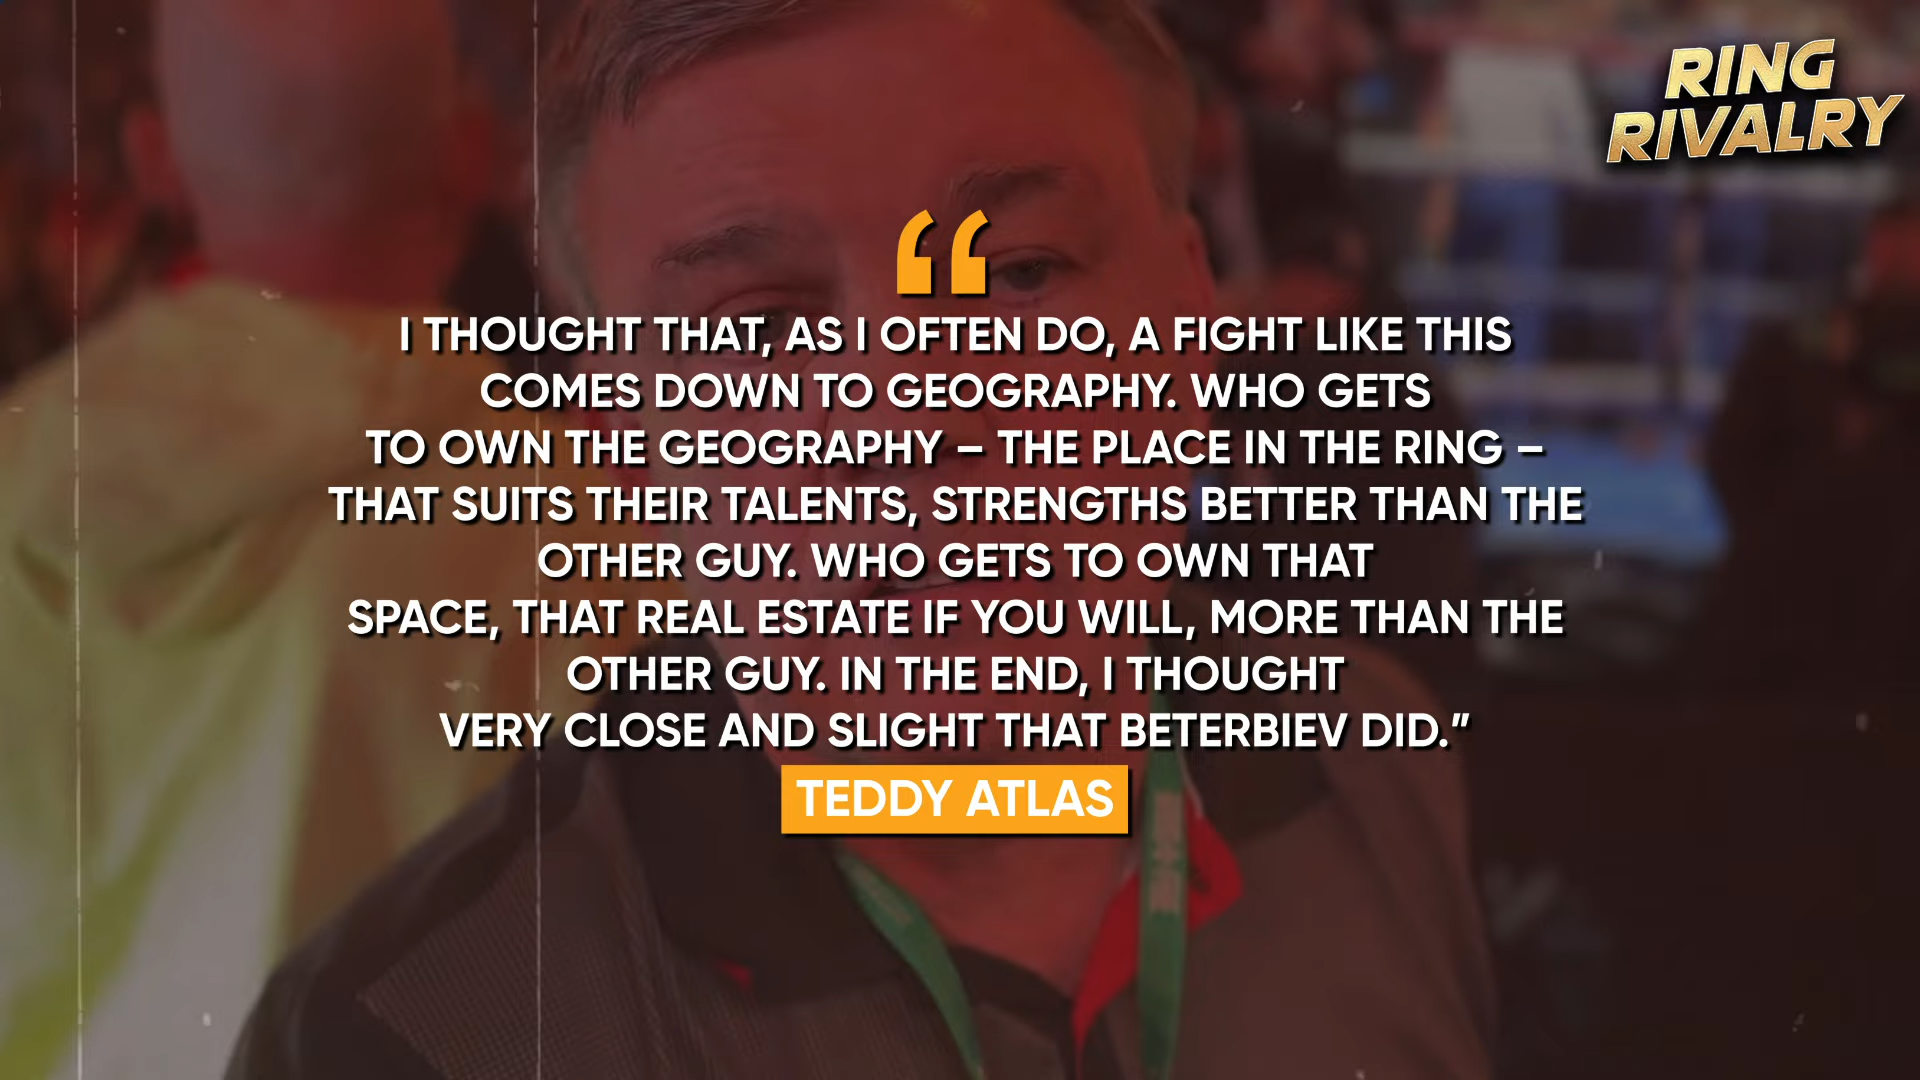 RING
RIVALRY
“
I THOUGHT THAT, AS I OFTEN DO, A FIGHT LIKE THIS
COMES DOWN TO GEOGRAPHY. WHO GETS
TO OWN THE GEOGRAPHY – THE PLACE IN THE RING –
THAT SUITS THEIR TALENTS, STRENGTHS BETTER THAN THE
OTHER GUY. WHO GETS TO OWN THAT
SPACE, THAT REAL ESTATE IF YOU WILL, MORE THAN THE
OTHER GUY. IN THE END, I THOUGHT
VERY CLOSE AND SLIGHT THAT BETERBIEV DID.”
TEDDY ATLAS